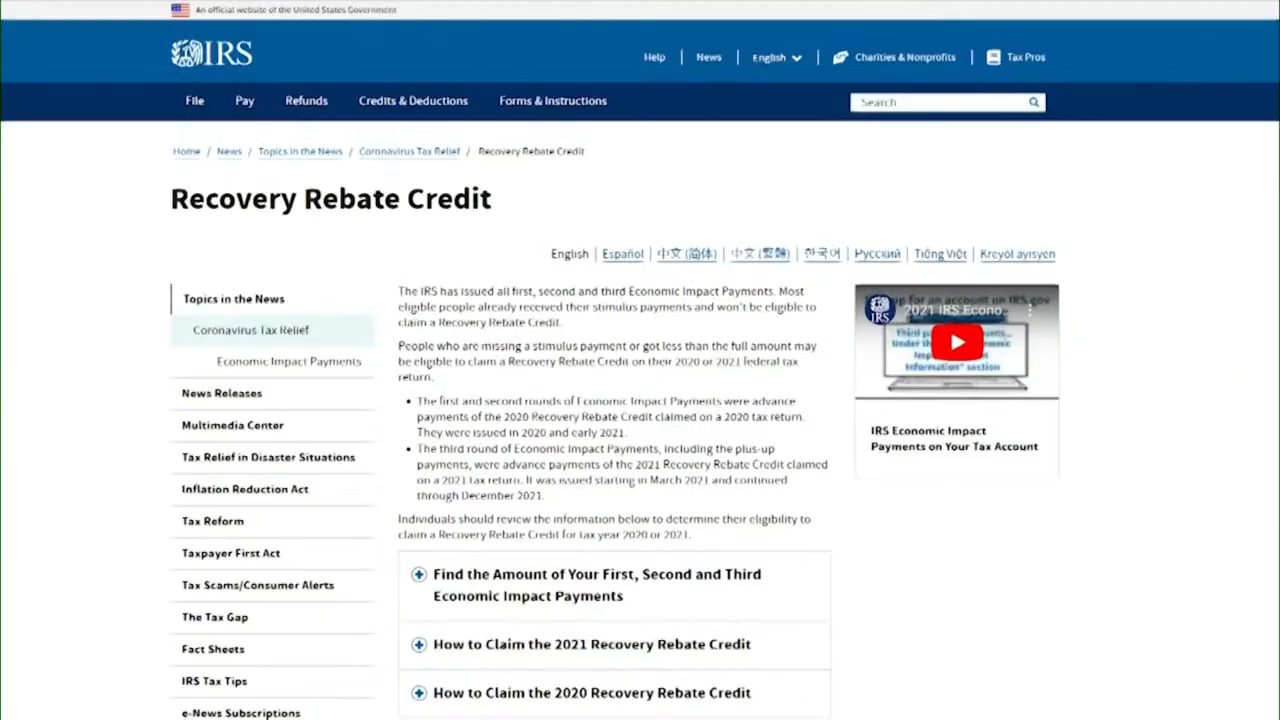 An official website of the United States Government
IRS
Help
News
English
Charities & Nonprofits
Tax Pros
File
Pay
Refunds
Credits & Deductions
Forms & Instructions
Search
Home / News / Topics in the News / Coronavirus Tax Relief / Recovery Rebate Credit
Recovery Rebate Credit
English | Español | 中文 (简体) | 中文 (繁體) | 한국어 | Русский | Tiếng Việt | Kreyòl ayisyen
Topics in the News
Coronavirus Tax Relief
Economic Impact Payments
News Releases
Multimedia Center
Tax Relief in Disaster Situations
Inflation Reduction Act
Tax Reform
Taxpayer First Act
Tax Scams/Consumer Alerts
The Tax Gap
Fact Sheets
IRS Tax Tips
e-News Subscriptions
The IRS has issued all first, second and third Economic Impact Payments. Most
eligible people already received their stimulus payments and won't be eligible to
claim a Recovery Rebate Credit.
People who are missing a stimulus payment or got less than the full amount may
be eligible to claim a Recovery Rebate Credit on their 2020 or 2021 federal tax
return.
The first and second rounds of Economic Impact Payments were advance
payments of the 2020 Recovery Rebate Credit claimed on a 2020 tax return.
They were issued in 2020 and early 2021.
The third round of Economic Impact Payments, including the plus-up
payments, were advance payments of the 2021 Recovery Rebate Credit claimed
on a 2021 tax return. It was issued starting in March 2021 and continued
through December 2021.
Individuals should review the information below to determine their eligibility to
claim a Recovery Rebate Credit for tax year 2020 or 2021.
Find the Amount of Your First, Second and Third
Economic Impact Payments
How to Claim the 2021 Recovery Rebate Credit
How to Claim the 2020 Recovery Rebate Credit
up for an account on IRS.gov
IRS
2021 IRS Econo
Third
Under
Information" section
IRS Economic Impact
Payments on Your Tax Account